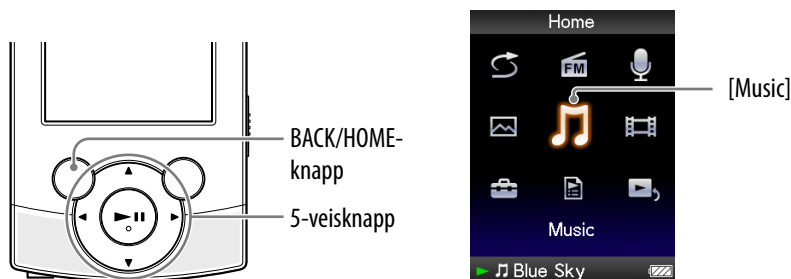 BACK/HOME-
knapp
5-veisknapp
Home
FM
[Music]
Music
Blue Sky